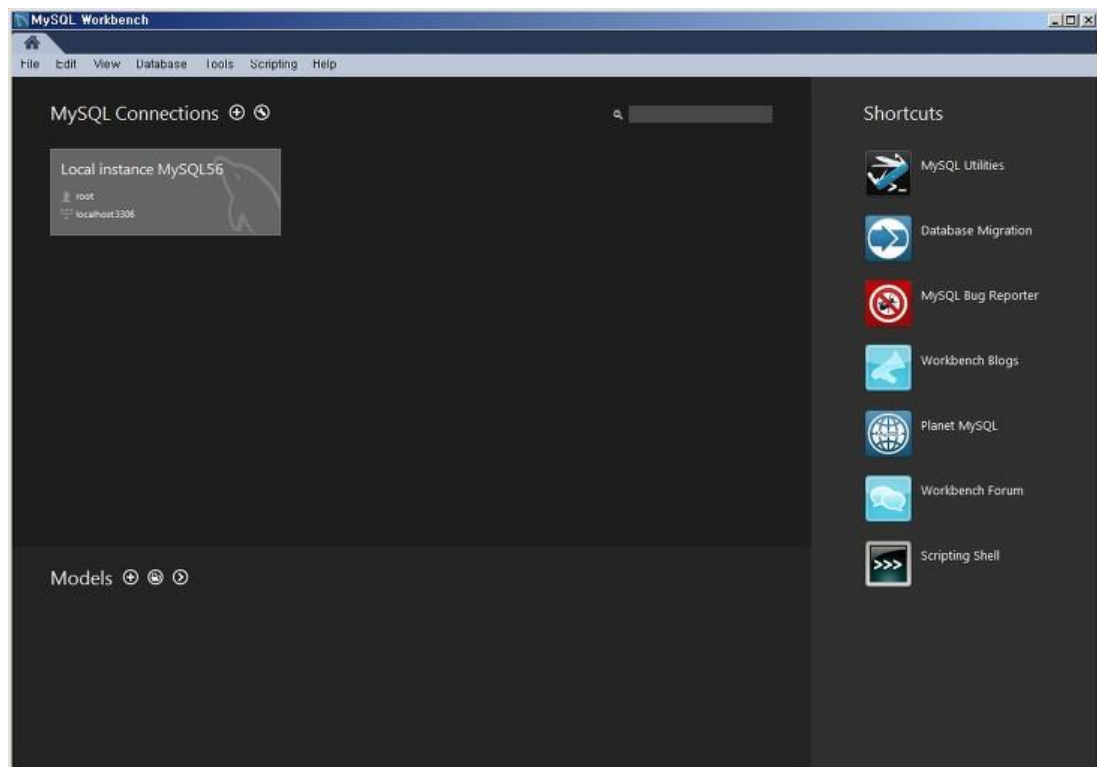 MySQL Workbench
File Edit View Database Tools Scripting Help
MySQL Connections
Local instance MySQL56
root
localhost:3306
Shortcuts
MySQL Utilities
Database Migration
MySQL Bug Reporter
Workbench Blogs
Planet MySQL
Workbench Forum
>>>
Scripting Shell
Models